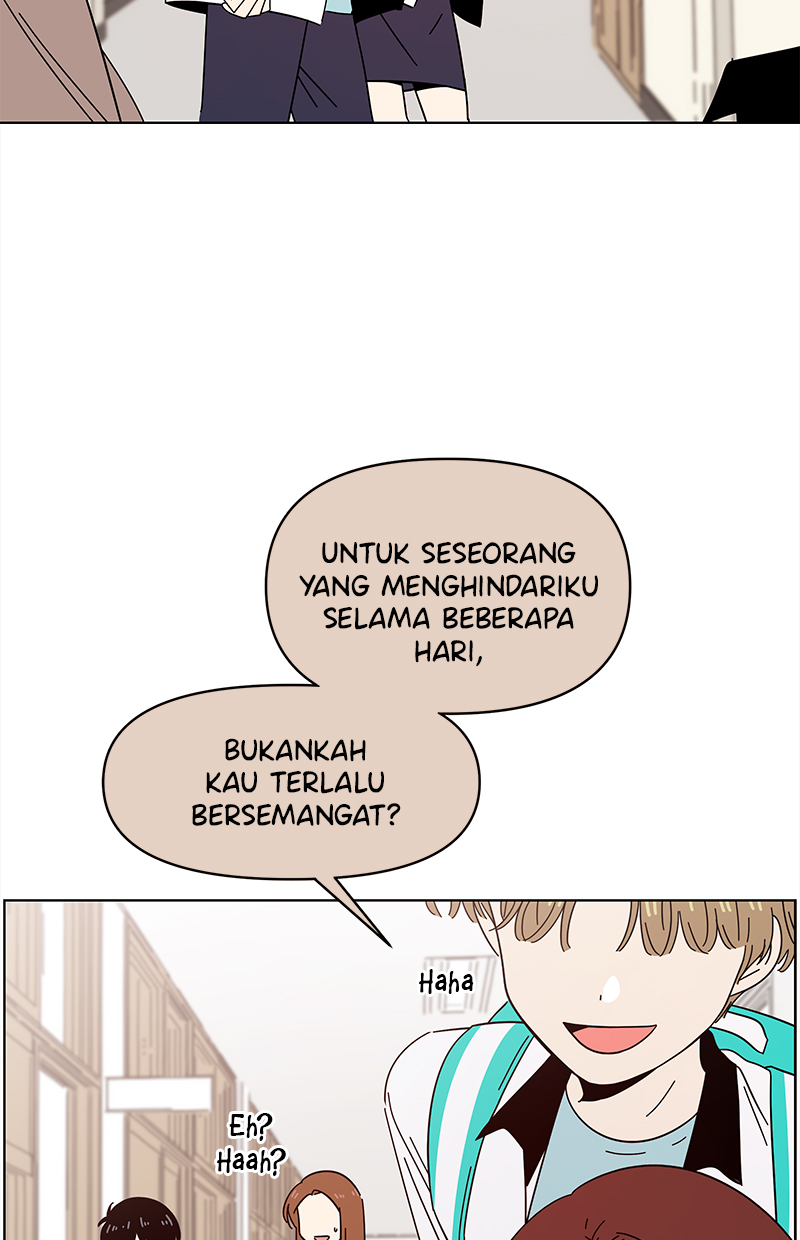 UNTUK SESEORANG
YANG MENGHINDARIKU
SELAMA BEBERAPA
HARI,
BUKANKAH
KAU TERLALU
BERSEMANGAT?
Haha
Eh?
Haah?